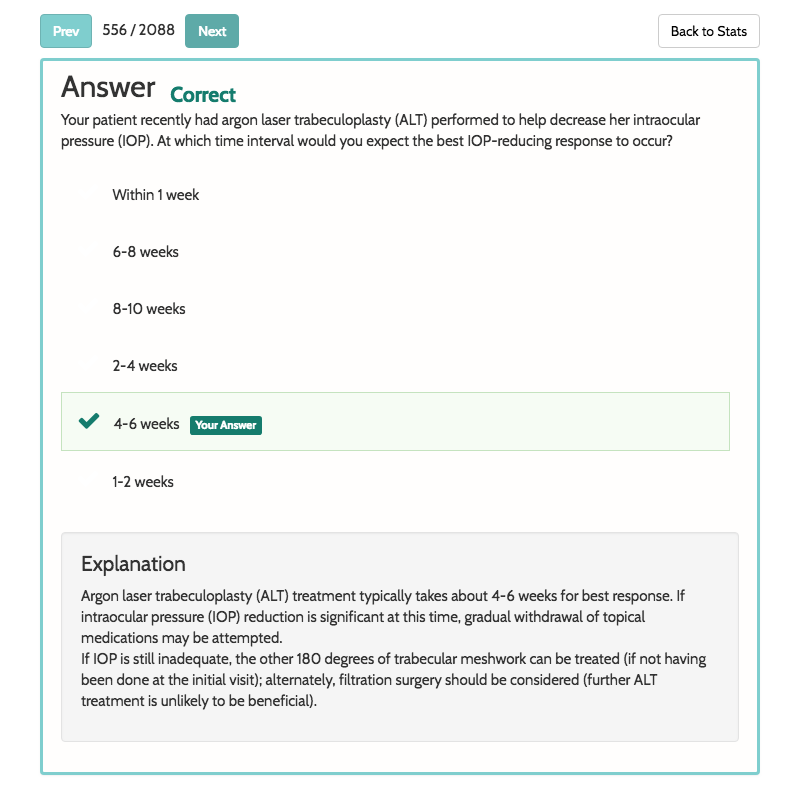 Prev 556 / 2088 Next Back to Stats
Answer Correct
Your patient recently had argon laser trabeculoplasty (ALT) performed to help decrease her intraocular
pressure (IOP). At which time interval would you expect the best IOP-reducing response to occur?
Within 1 week
6-8 weeks
8-10 weeks
2-4 weeks
4-6 weeks Your Answer
1-2 weeks
Explanation
Argon laser trabeculoplasty (ALT) treatment typically takes about 4-6 weeks for best response. If
intraocular pressure (IOP) reduction is significant at this time, gradual withdrawal of topical
medications may be attempted.
If IOP is still inadequate, the other 180 degrees of trabecular meshwork can be treated (if not having
been done at the initial visit); alternately, filtration surgery should be considered (further ALT
treatment is unlikely to be beneficial).